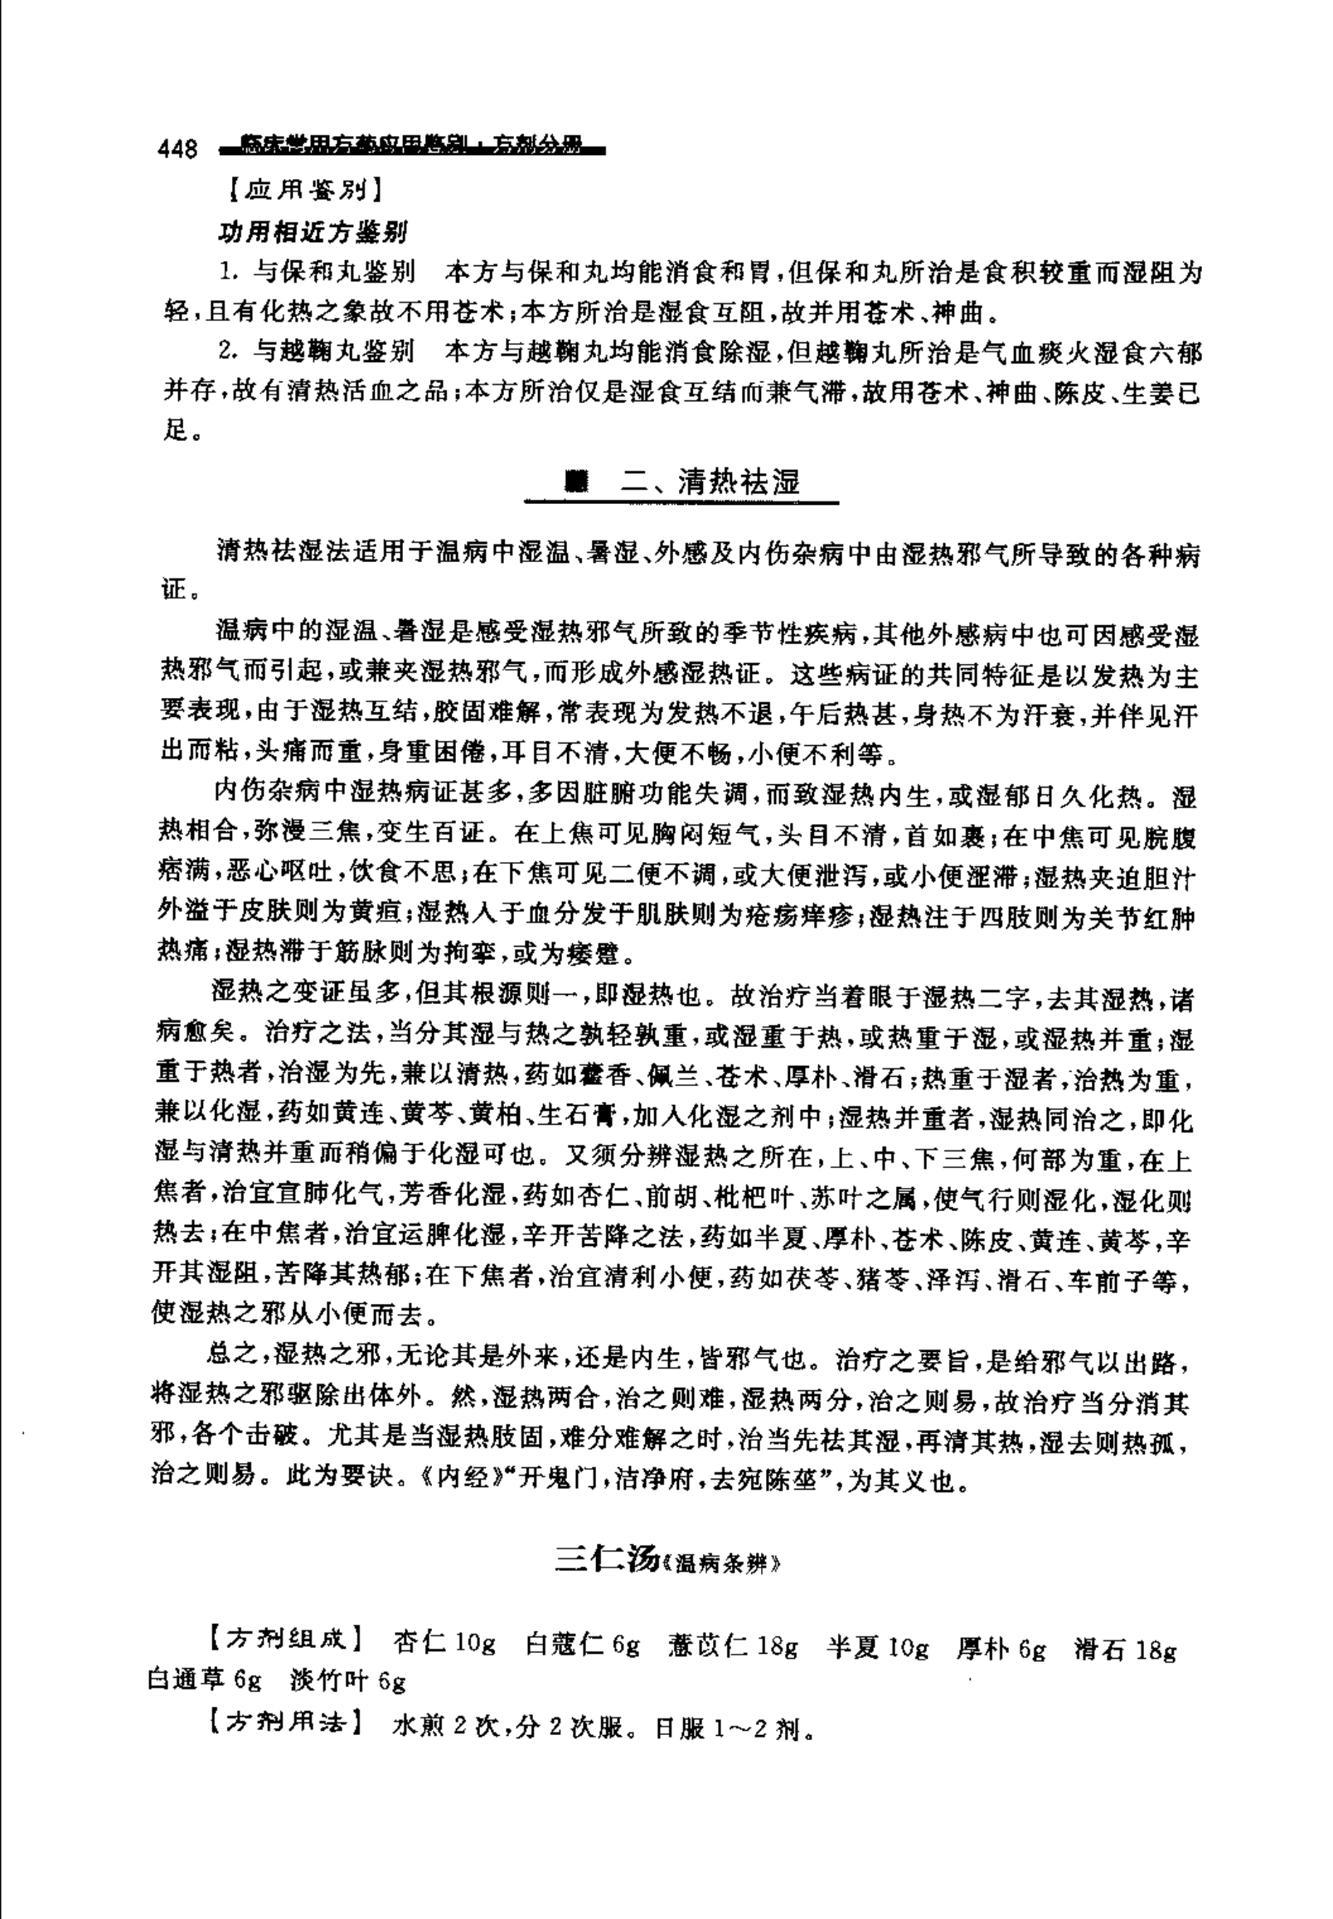 448 临床常用方药应用鉴别·方剂分册
【应用鉴别】
功用相近方鉴别
1. 与保和丸鉴别 本方与保和丸均能消食和胃,但保和丸所治是食积较重而湿阻为
轻,且有化热之象故不用苍术;本方所治是湿食互阻,故并用苍术、神曲。
2. 与越鞠丸鉴别 本方与越鞠丸均能消食除湿,但越鞠丸所治是气血痰火湿食六郁
并存,故有清热活血之品;本方所治仅是湿食互结而兼气滞,故用苍术、神曲、陈皮、生姜已
足。
二、清热祛湿
清热祛湿法适用于温病中湿温、暑湿、外感及内伤杂病中由湿热邪气所导致的各种病
证。
温病中的湿温、暑湿是感受湿热邪气所致的季节性疾病,其他外感病中也可因感受湿
热邪气而引起,或兼夹湿热邪气,而形成外感湿热证。这些病证的共同特征是以发热为主
要表现,由于湿热互结,胶固难解,常表现为发热不退,午后热甚,身热不为汗衰,并伴见汗
出而粘,头痛而重,身重困倦,耳目不清,大便不畅,小便不利等。
内伤杂病中湿热病证甚多,多因脏腑功能失调,而致湿热内生,或湿郁日久化热。湿
热相合,弥漫三焦,变生百证。在上焦可见胸闷短气,头目不清,首如裹;在中焦可见脘腹
痞满,恶心呕吐,饮食不思;在下焦可见二便不调,或大便泄泻,或小便涩滞;湿热夹迫胆汁
外溢于皮肤则为黄疸;湿热人于血分发于肌肤则为疮疡痒疹;湿热注于四肢则为关节红肿
热痛;湿热滞于筋脉则为拘挛,或为痿躄。
湿热之变证虽多,但其根源则一,即湿热也。故治疗当着眼于湿热二字,去其湿热,诸
病愈矣。治疗之法,当分其湿与热之孰轻孰重,或湿重于热,或热重于湿,或湿热并重;湿
重于热者,治湿为先,兼以清热,药如藿香、佩兰、苍术、厚朴、滑石;热重于湿者,治热为重,
兼以化湿,药如黄连、黄芩、黄柏、生石膏,加入化湿之剂中;湿热并重者,湿热同治之,即化
湿与清热并重而稍偏于化湿可也。又须分辨湿热之所在,上、中、下三焦,何部为重,在上
焦者,治宜宣肺化气,芳香化湿,药如杏仁、前胡、枇杷叶、苏叶之属,使气行则湿化,湿化则
热去;在中焦者,治宜运脾化湿,辛开苦降之法,药如半夏、厚朴、苍术、陈皮、黄连、黄芩,辛
开其湿阻,苦降其热郁;在下焦者,治宜清利小便,药如茯苓、猪苓、泽泻、滑石、车前子等,
使湿热之邪从小便而去。
总之,湿热之邪,无论其是外来,还是内生,皆邪气也。治疗之要旨,是给邪气以出路,
将湿热之邪驱除出体外。然,湿热两合,治之则难,湿热两分,治之则易,故治疗当分消其
邪,各个击破。尤其是当湿热肢固,难分难解之时,治当先祛其湿,再清其热,湿去则热孤,
治之则易。此为要诀。《内经》“开鬼门,洁净府,去宛陈莝”,为其义也。
三仁汤《温病条辨》
【方剂组成】 杏仁 10g 白蔻仁 6g 薏苡仁 18g 半夏 10g 厚朴 6g 滑石 18g
白通草 6g 淡竹叶 6g
【方剂用法】 水煎 2 次,分 2 次服。日服 1～2 剂。